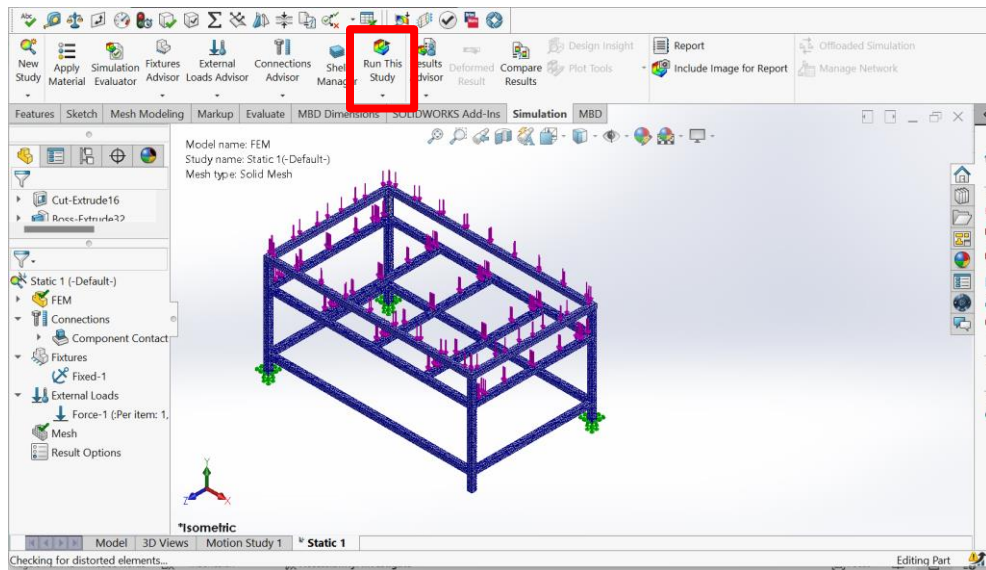 Abc
New Study
Apply Material
Simulation Evaluator
Fixtures Advisor
External Loads Advisor
Connections Advisor
Shell Manager
Run This Study
Results Advisor
Deformed Result
Compare Results
Design Insight
Plot Tools
Report
Include Image for Report
Offloaded Simulation
Manage Network
Features Sketch Mesh Modeling Markup Evaluate MBD Dimensions SOLIDWORKS Add-Ins Simulation MBD
Model name: FEM
Study name: Static 1(-Default-)
Mesh type: Solid Mesh
Cut-Extrude16
Boss-Extrude32
Static 1 (-Default-)
FEM
Connections
Component Contact
Fixtures
Fixed-1
External Loads
Force-1 (:Per item: 1,
Mesh
Result Options
Y
Z
X
*Isometric
Model 3D Views Motion Study 1 Static 1
Checking for distorted elements... Editing Part